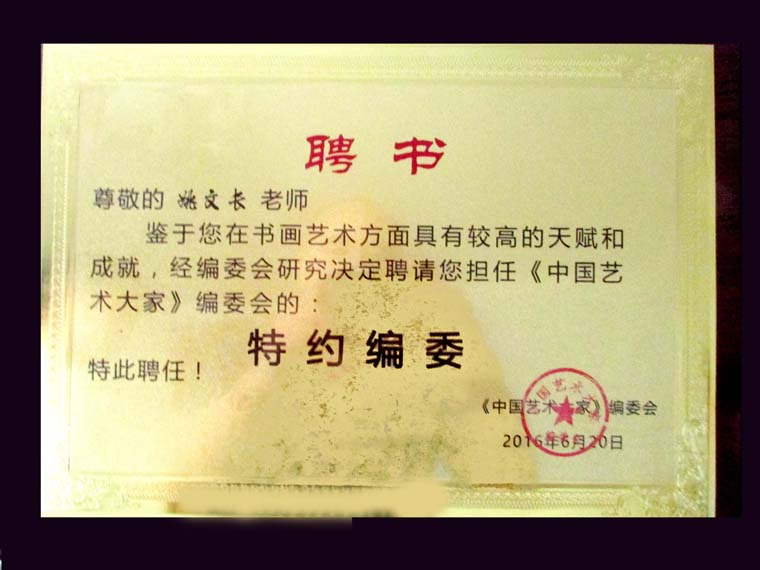 聘书
尊敬的 姚文长 老师
鉴于您在书画艺术方面具有较高的天赋和
成就，经编委会研究决定聘请您担任《中国艺
术大家》编委会的：
特约编委
特此聘任！
《中国艺术大家》编委会
2016年6月20日